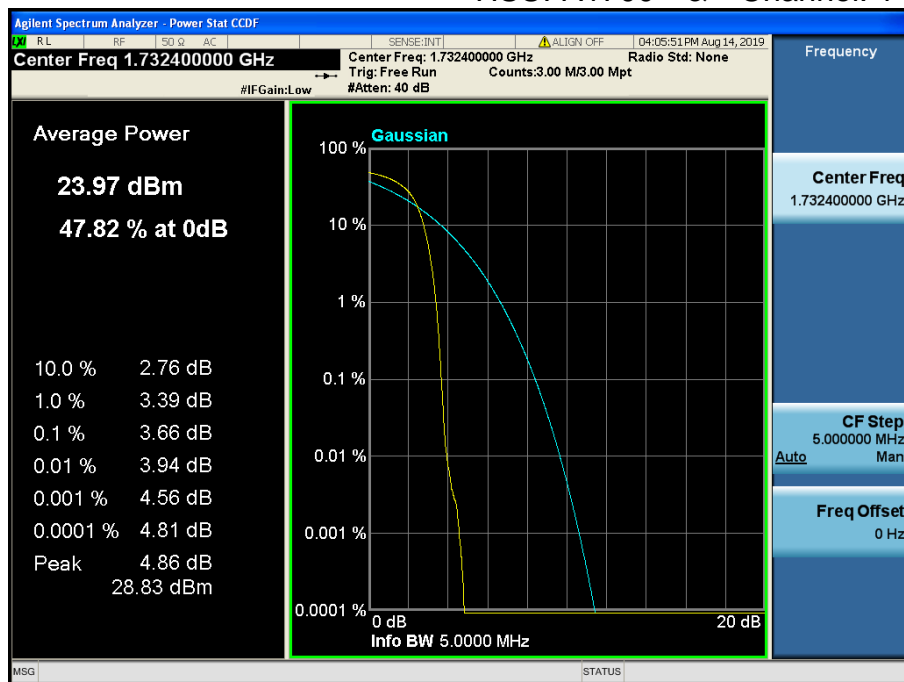 Agilent Spectrum Analyzer - Power Stat CCDF
LXI RL RF 50 Ω AC SENSE:INT ALIGN OFF 04:05:51 PM Aug 14, 2019
Center Freq 1.732400000 GHz
Center Freq: 1.732400000 GHz Radio Std: None
Trig: Free Run Counts:3.00 M/3.00 Mpt
#IFGain:Low #Atten: 40 dB
Frequency
Average Power
23.97 dBm
47.82 % at 0dB
10.0 % 2.76 dB
1.0 % 3.39 dB
0.1 % 3.66 dB
0.01 % 3.94 dB
0.001 % 4.56 dB
0.0001 % 4.81 dB
Peak 4.86 dB
28.83 dBm
Gaussian
100 %
10 %
1 %
0.1 %
0.01 %
0.001 %
0.0001 %
0 dB 20 dB
Info BW 5.0000 MHz
Center Freq
1.732400000 GHz
CF Step
5.000000 MHz
Auto Man
Freq Offset
0 Hz
MSG STATUS